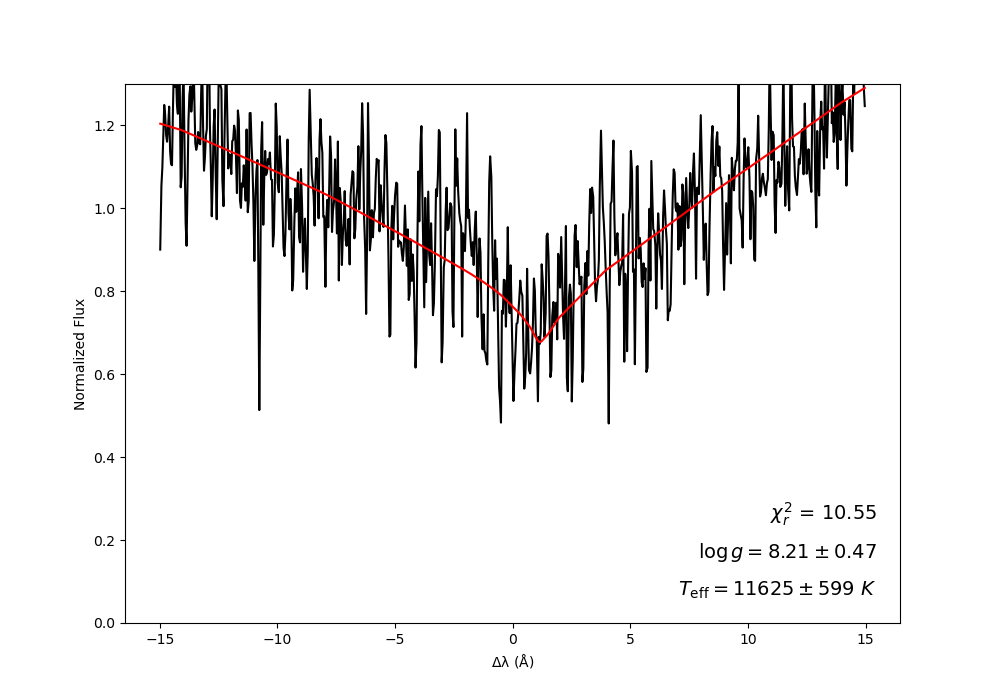 1.2
1.0
0.8
0.6
0.4
0.2
0.0
Normalized Flux
χ²ᵣ = 10.55
log g = 8.21 ± 0.47
T_eff = 11625 ± 599 K
−15 −10 −5 0 5 10 15
Δλ (Å)